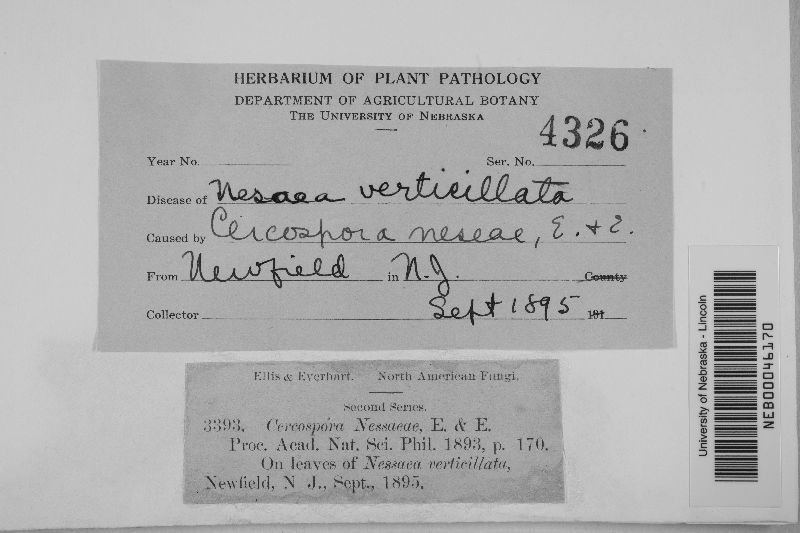 HERBARIUM OF PLANT PATHOLOGY
DEPARTMENT OF AGRICULTURAL BOTANY
THE UNIVERSITY OF NEBRASKA
4326
Year No. Ser. No.
Disease of Nesaea verticillata
Caused by Cercospora neseae, E. & E.
From Newfield in N.J. County
Collector Sept 1895 191
Ellis & Everhart. North American Fungi.
Second Series.
3393. Cercospora Nessaeae, E. & E.
Proc. Acad. Nat. Sci. Phil. 1893, p. 170.
On leaves of Nessaea verticillata,
Newfield, N J., Sept., 1895.
University of Nebraska - Lincoln
NEB00046170